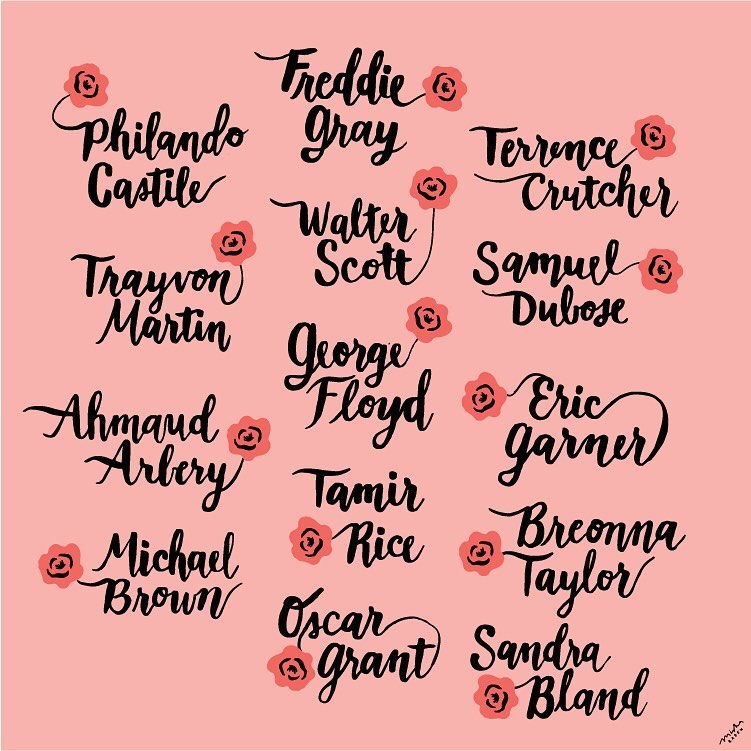 Philando
Castile
Trayvon
Martin
Ahmaud
Arbery
Michael
Brown
Freddie
Gray
Walter
Scott
George
Floyd
Tamir
Rice
Oscar
Grant
Terrence
Crutcher
Samuel
Dubose
Eric
Garner
Breonna
Taylor
Sandra
Bland